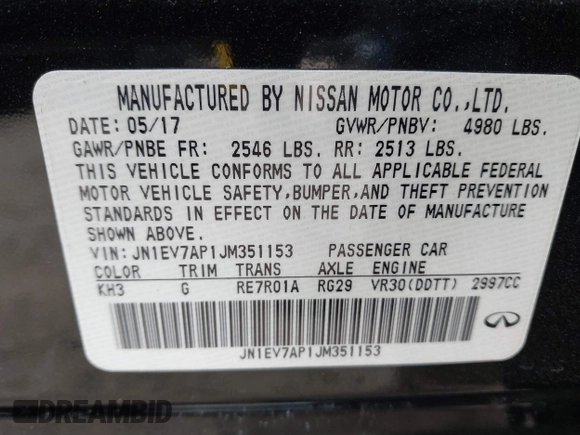 MANUFACTURED BY NISSAN MOTOR CO.,LTD.
DATE: 05/17 GVWR/PNBV: 4980 LBS.
GAWR/PNBE FR: 2546 LBS. RR: 2513 LBS.
THIS VEHICLE CONFORMS TO ALL APPLICABLE FEDERAL
MOTOR VEHICLE SAFETY,BUMPER,AND THEFT PREVENTION
STANDARDS IN EFFECT ON THE DATE OF MANUFACTURE
SHOWN ABOVE.
VIN: JN1EV7AP1JM351153 PASSENGER CAR
COLOR TRIM TRANS AXLE ENGINE
KH3 G RE7R01A RG29 VR30(DDTT) 2997CC
JN1EV7AP1JM351153
DREAMBID